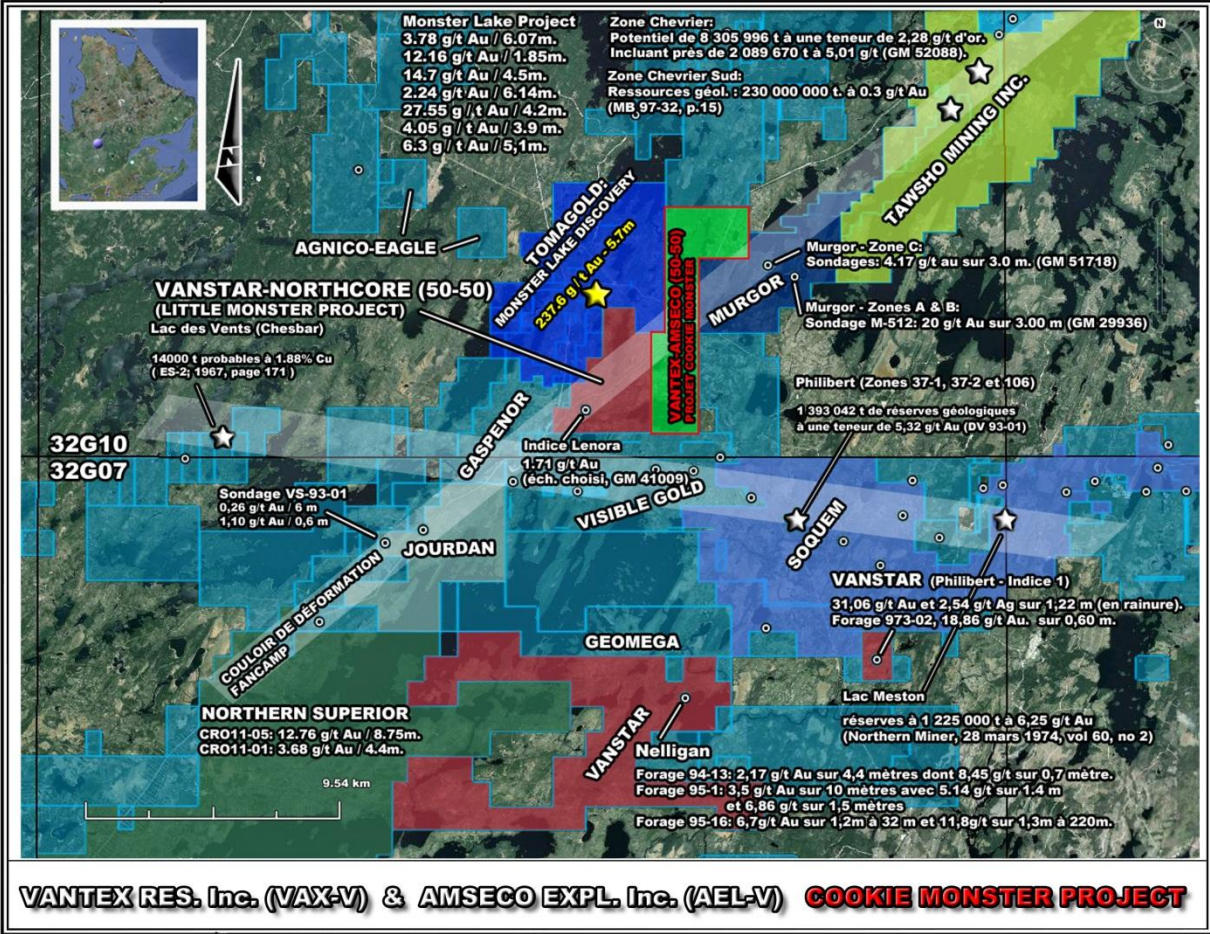 Monster Lake Project
3.78 g/t Au / 6.07m.
12.16 g/t Au / 1.85m.
14.7 g/t Au / 4.5m.
2.24 g/t Au / 6.14m.
27.55 g/t Au / 4.2m.
4.05 g/t Au / 3.9 m.
6.3 g/t Au / 5,1m.
Zone Chevrier:
Potentiel de 8 305 996 t à une teneur de 2,28 g/t d'or.
Incluant près de 2 089 670 t à 5,01 g/t (GM 52088).
Zone Chevrier Sud:
Ressources géol. : 230 000 000 t. à 0.3 g/t Au
(MB 97-32, p.15)
N
N
TAWSHO MINING INC.
AGNICO-EAGLE
TOMAGOLD:
MONSTER LAKE DISCOVERY
237.6 g/t Au - 5.7m
VANTEX-AMSECO (50-50)
PROJET COOKIE MONSTER
MURGOR
Murgor - Zone C:
Sondages: 4.17 g/t au sur 3.0 m. (GM 51718)
Murgor - Zones A & B:
Sondage M-512: 20 g/t Au sur 3.00 m (GM 29936)
VANSTAR-NORTHCORE (50-50)
(LITTLE MONSTER PROJECT)
Lac des Vents (Chesbar)
14000 t probables à 1.88% Cu
( ES-2; 1967, page 171 )
Philibert (Zones 37-1, 37-2 et 106)
1 393 042 t de réserves géologiques
à une teneur de 5,32 g/t Au (DV 93-01)
32G10
32G07
GASPENOR
Indice Lenora
1.71 g/t Au
(éch. choisi, GM 41009)
VISIBLE GOLD
Sondage VS-93-01
0,26 g/t Au / 6 m
1,10 g/t Au / 0,6 m
JOURDAN
SOQUEM
VANSTAR (Philibert - Indice 1)
31,06 g/t Au et 2,54 g/t Ag sur 1,22 m (en rainure).
Forage 973-02, 18,86 g/t Au. sur 0,60 m.
COULOIR DE DÉFORMATION
FANCAMP
GEOMEGA
Lac Meston
réserves à 1 225 000 t à 6,25 g/t Au
(Northern Miner, 28 mars 1974, vol 60, no 2)
NORTHERN SUPERIOR
CRO11-05: 12.76 g/t Au / 8.75m.
CRO11-01: 3.68 g/t Au / 4.4m.
VANSTAR
Nelligan
Forage 94-13: 2,17 g/t Au sur 4,4 mètres dont 8,45 g/t sur 0,7 mètre.
Forage 95-1: 3,5 g/t Au sur 10 mètres avec 5.14 g/t sur 1.4 m
et 6,86 g/t sur 1,5 mètres
Forage 95-16: 6,7g/t Au sur 1,2m à 32 m et 11,8g/t sur 1,3m à 220m.
9.54 km
VANTEX RES. Inc. (VAX-V) & AMSECO EXPL. Inc. (AEL-V) COOKIE MONSTER PROJECT